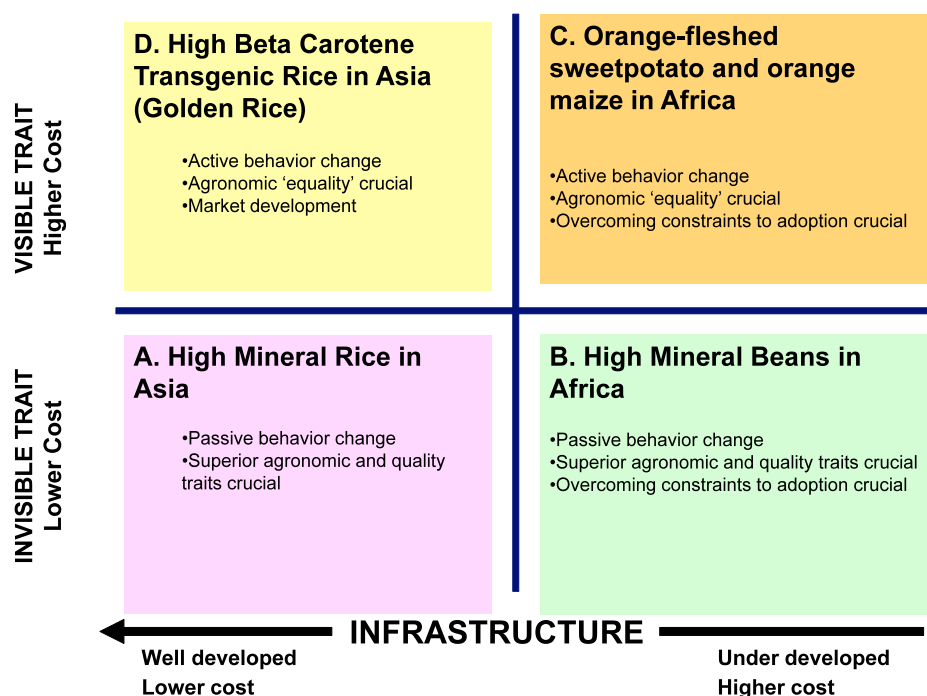 D. High Beta Carotene
Transgenic Rice in Asia
(Golden Rice)
•Active behavior change
•Agronomic ‘equality’ crucial
•Market development
C. Orange-fleshed
sweetpotato and orange
maize in Africa
•Active behavior change
•Agronomic ‘equality’ crucial
•Overcoming constraints to adoption crucial
VISIBLE TRAIT
Higher Cost
A. High Mineral Rice in
Asia
•Passive behavior change
•Superior agronomic and quality
traits crucial
B. High Mineral Beans in
Africa
•Passive behavior change
•Superior agronomic and quality traits crucial
•Overcoming constraints to adoption crucial
INVISIBLE TRAIT
Lower Cost
INFRASTRUCTURE
Well developed
Lower cost
Under developed
Higher cost